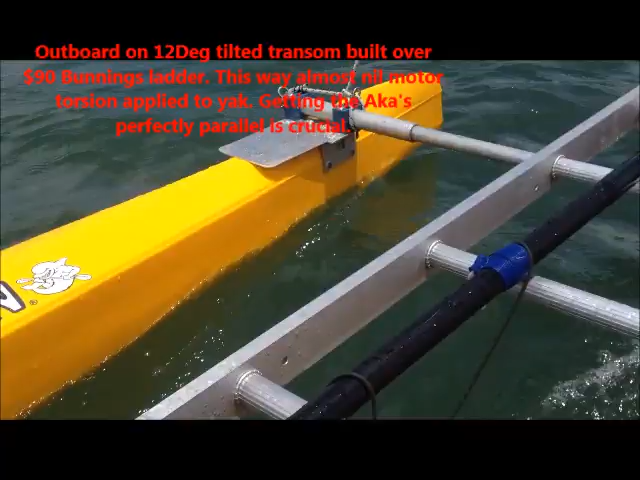 Outboard on 12Deg tilted transom built over
$90 Bunnings ladder. This way almost nil motor
torsion applied to yak. Getting the Aka's
perfectly parallel is crucial.